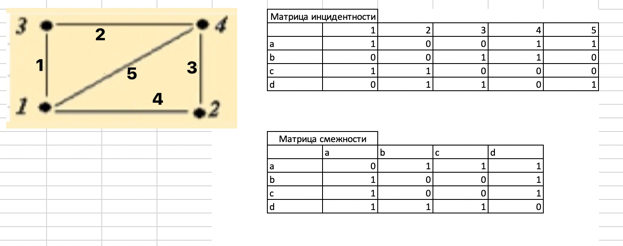 3
2
4
1
5
3
1
4
2
Матрица инцидентности
1 2 3 4 5
a 1 0 0 1 1
b 0 0 1 1 0
c 1 1 0 0 0
d 0 1 1 0 1
Матрица смежности
a b c d
a 0 1 1 1
b 1 0 0 1
c 1 0 0 1
d 1 1 1 0